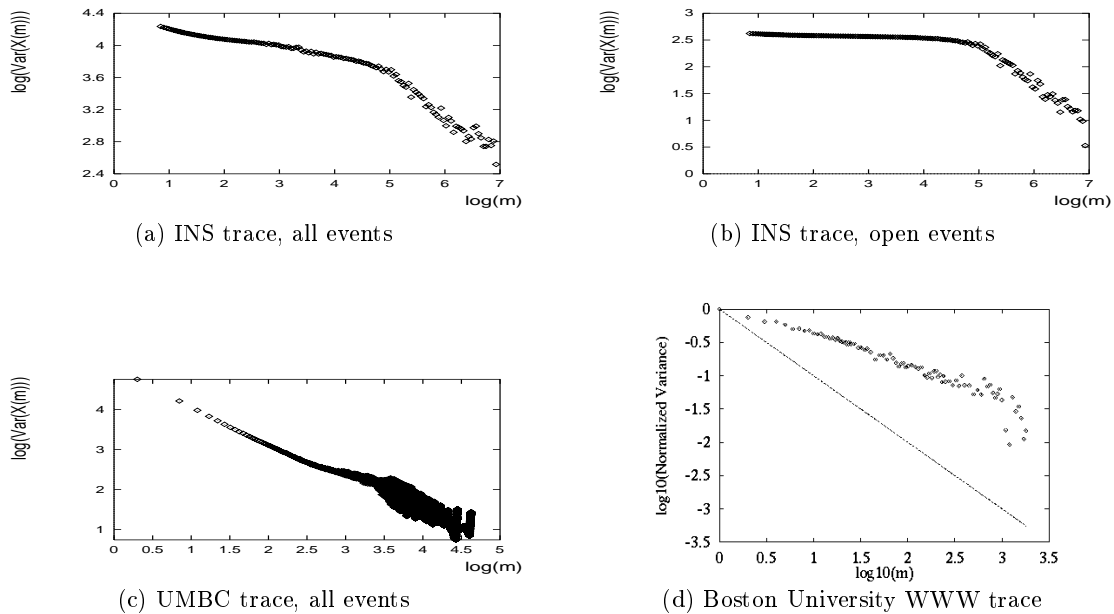 log(Var(X(m)))
4.4
4
3.6
3.2
2.8
2.4
0 1 2 3 4 5 6 7
log(m)
(a) INS trace, all events
log(Var(X(m)))
3
2.5
2
1.5
1
0.5
0
0 1 2 3 4 5 6 7
log(m)
(b) INS trace, open events
log(Var(X(m)))
4
3
2
1
0 0.5 1 1.5 2 2.5 3 3.5 4 4.5 5
log(m)
(c) UMBC trace, all events
log10(Normalized Variance)
0
-0.5
-1
-1.5
-2
-2.5
-3
-3.5
0 0.5 1 1.5 2 2.5 3 3.5
log10(m)
(d) Boston University WWW trace